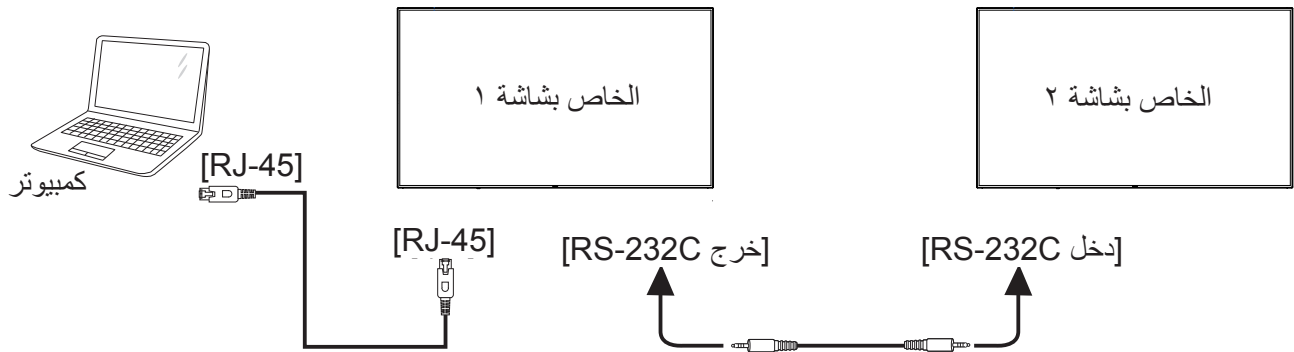 الخاص بشاشة ١
الخاص بشاشة ٢
[RJ-45]
كمبيوتر
[RJ-45]
[RS-232C خرج]
[RS-232C دخل]